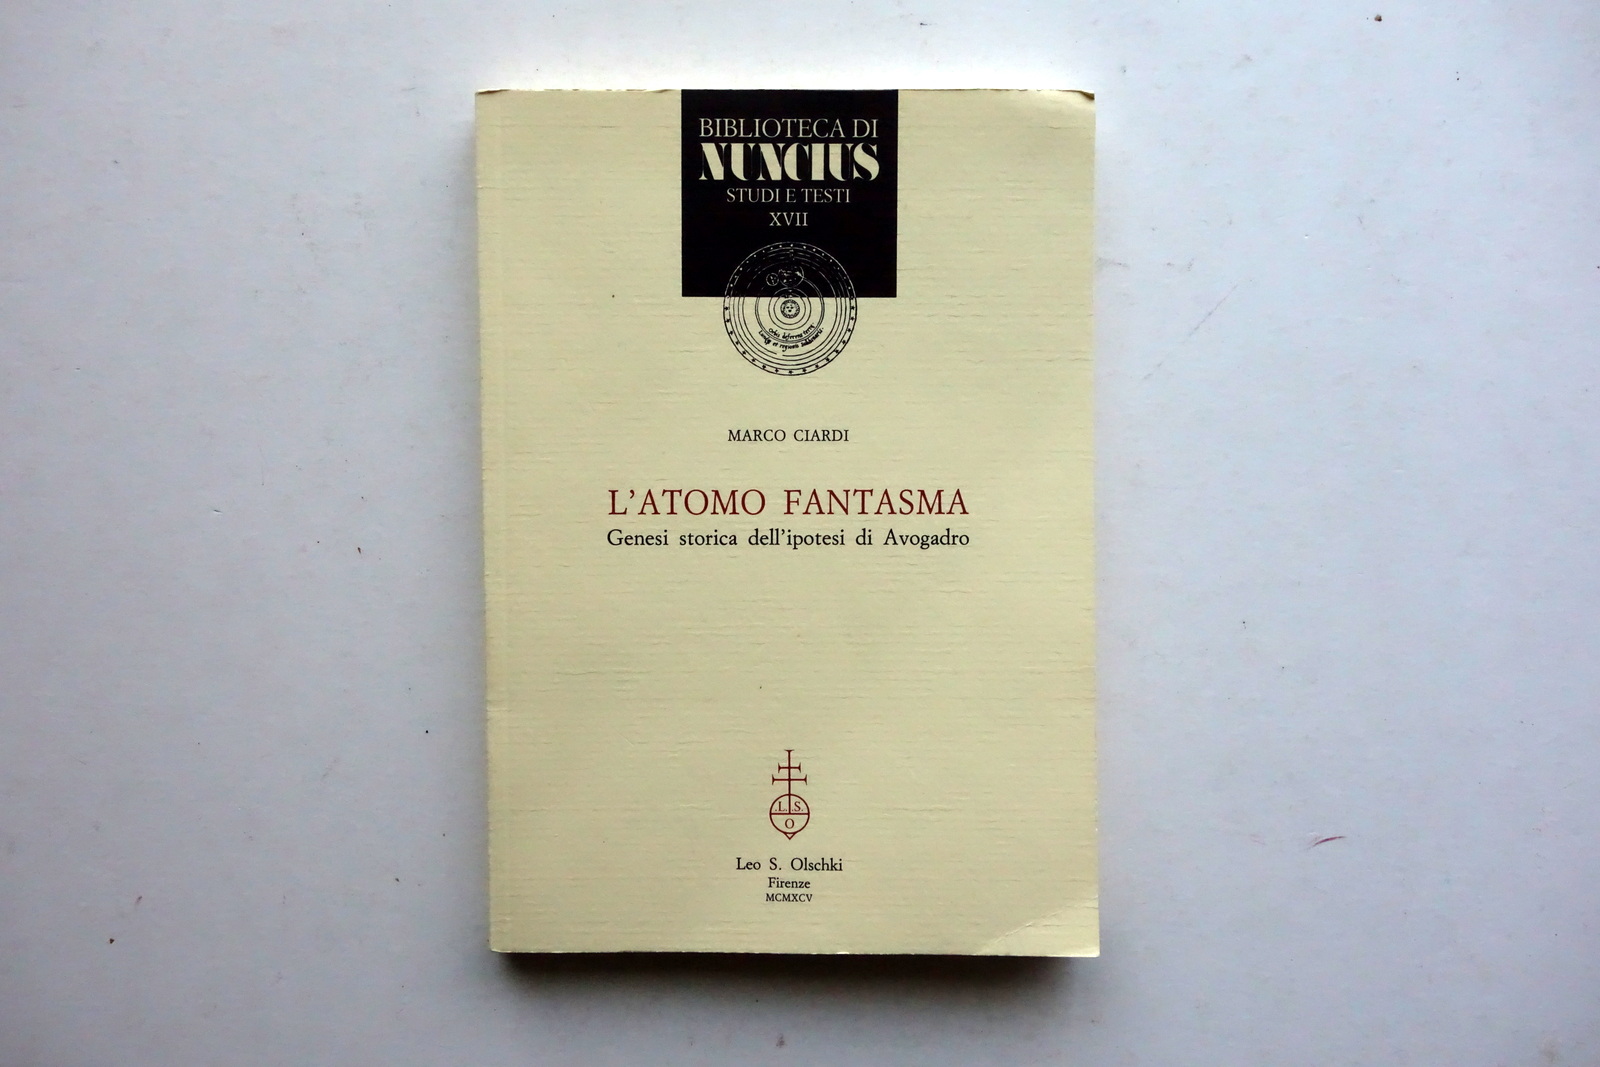 BIBLIOTECA DI
NUNCIUS
STUDI E TESTI
XVII
MARCO CIARDI
L'ATOMO FANTASMA
Genesi storica dell'ipotesi di Avogadro
.L. .S.
O
Leo S. Olschki
Firenze
MCMXCV